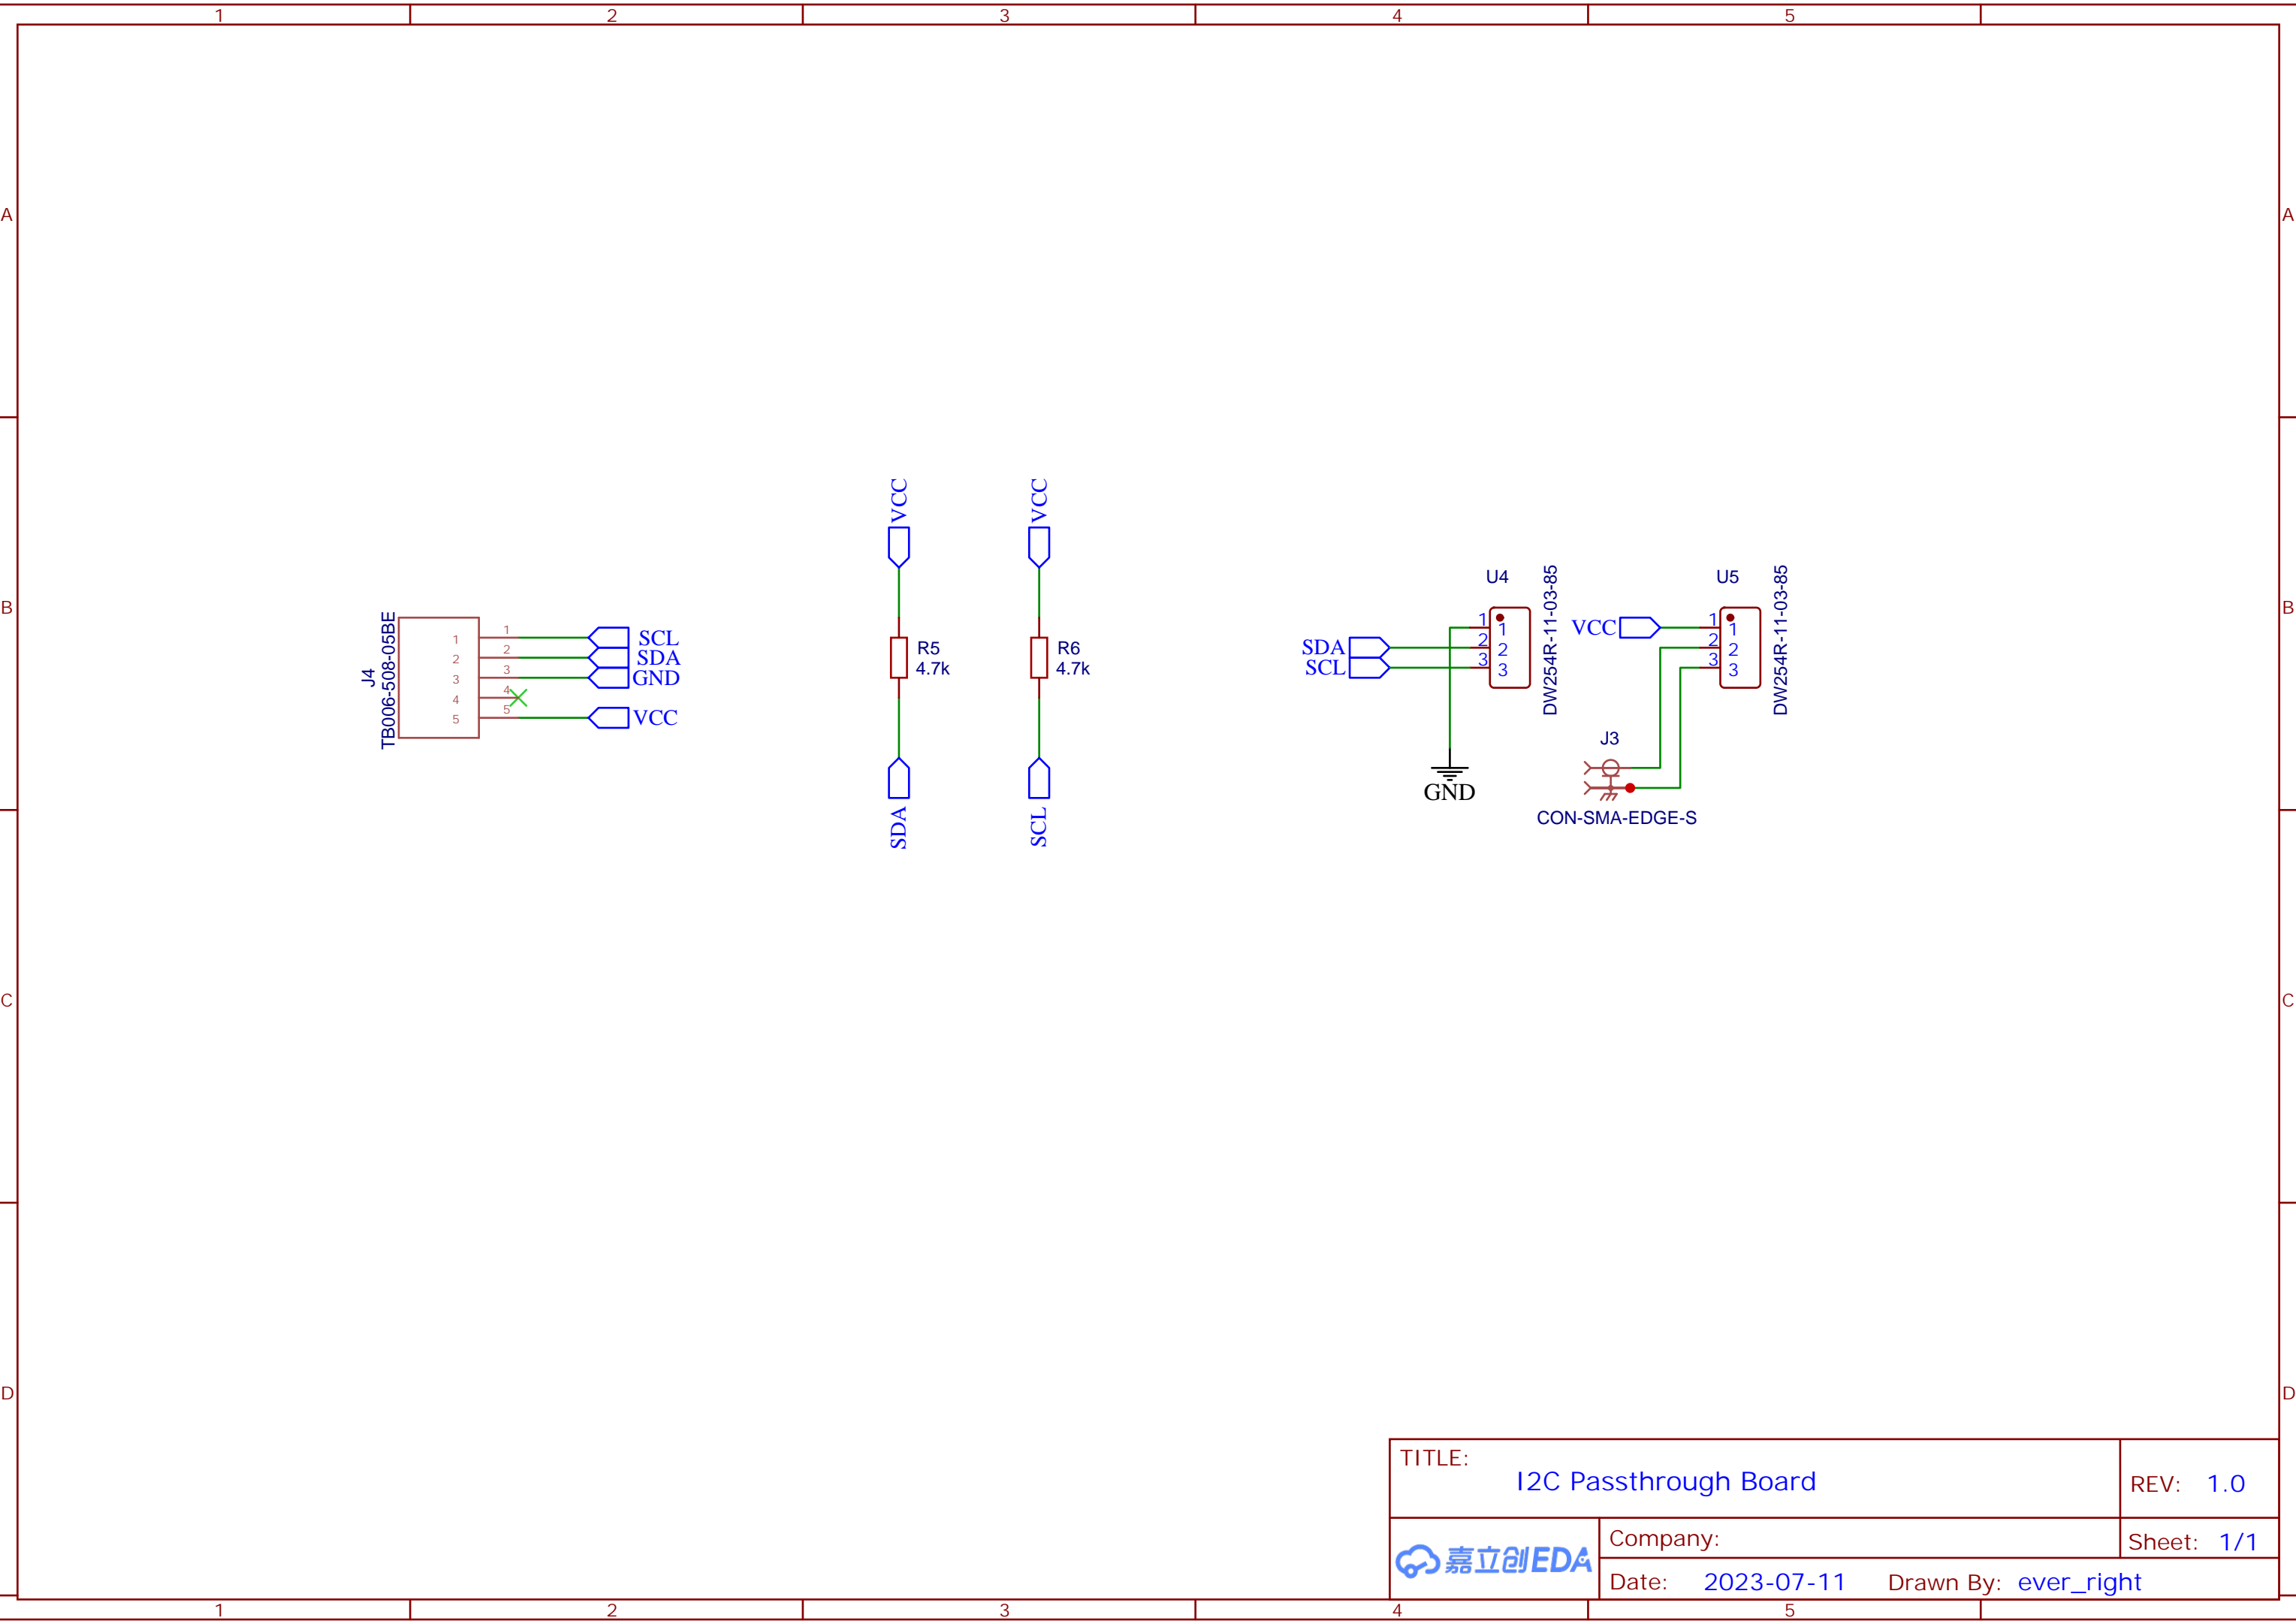 1 2 3 4 5
A A
VCC VCC
U4 U5
DW254R-11-03-85 DW254R-11-03-85
B B
J4
TB006-508-05BE
1 1 SCL
2 2 SDA
3 3 GND
4 4
5 5 VCC
R5
4.7k
R6
4.7k
SDA
SCL
1 1
2 2
3 3
VCC
1 1
2 2
3 3
J3
GND
CON-SMA-EDGE-S
SDA SCL
C C
D D
TITLE:
I2C Passthrough Board
REV: 1.0
嘉立创EDA
Company:
Sheet: 1/1
Date: 2023-07-11 Drawn By: ever_right
1 2 3 4 5